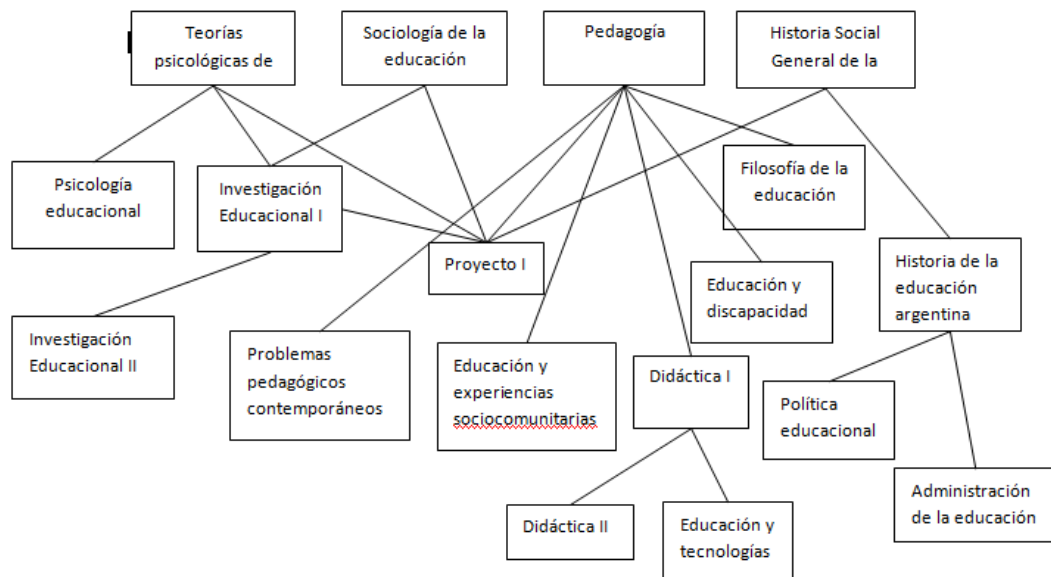 Teorías
psicológicas de
Sociología de la
educación
Pedagogía
Historia Social
General de la
Psicología
educacional
Investigación
Educacional I
Filosofía de la
educación
Proyecto I
Educación y
discapacidad
Historia de la
educación
argentina
Investigación
Educacional II
Problemas
pedagógicos
contemporáneos
Educación y
experiencias
sociocomunitarias
Didáctica I
Política
educacional
Didáctica II
Educación y
tecnologías
Administración
de la educación